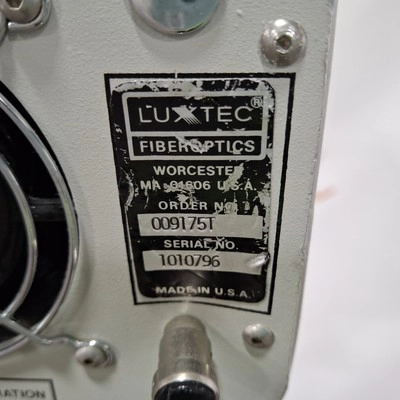 LUXTEC®
FIBEROPTICS
WORCESTER
MA. 01606 U.S.A.
ORDER NO.
009175T
SERIAL NO.
1010796
MADE IN U.S.A.